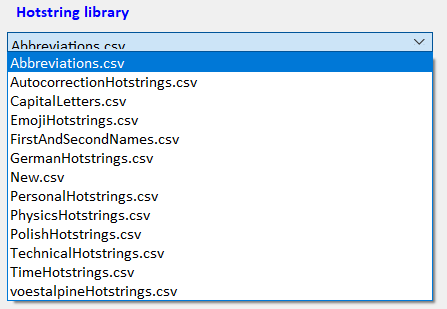 Hotstring library
Abbreviations.csv
Abbreviations.csv
AutocorrectionHotstrings.csv
CapitalLetters.csv
EmojiHotstrings.csv
FirstAndSecondNames.csv
GermanHotstrings.csv
New.csv
PersonalHotstrings.csv
PhysicsHotstrings.csv
PolishHotstrings.csv
TechnicalHotstrings.csv
TimeHotstrings.csv
voestalpineHotstrings.csv